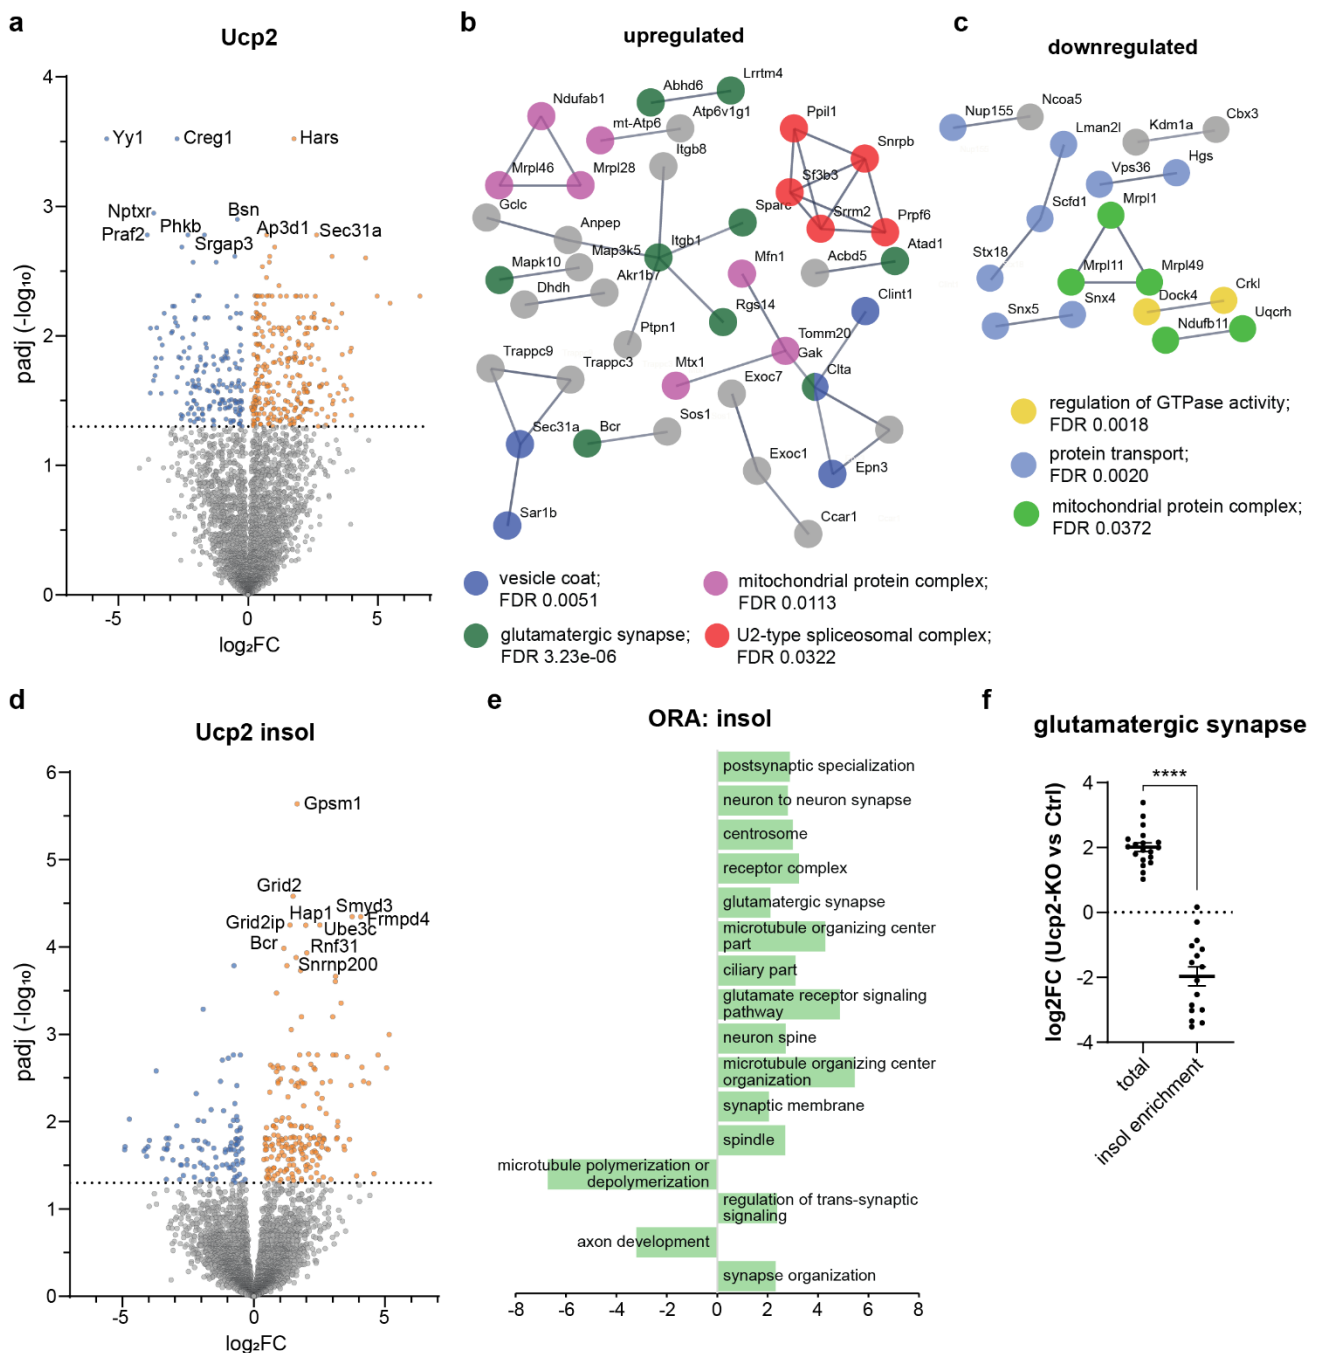 a
Ucp2
4
3
2
1
0
-5
0
5
padj (-log₁₀)
log₂FC
Yy1
Creg1
Hars
Nptxr
Praf2
Phkb
Bsn
Srgap3
Ap3d1
Sec31a
b
upregulated
Ndufab1
Abhd6
Lrrtm4
mt-Atp6
Atp6v1g1
Itgb8
Mrpl46
Mrpl28
Ppil1
Snrpb
Sf3b3
Srrm2
Prpf6
Gclc
Anpep
Sparc
Itgb1
Map3k5
Mapk10
Akr1b7
Dhdh
Mfn1
Acbd5
Atad1
Rgs14
Clint1
Ptpn1
Tomm20
Gak
Trappc9
Trappc3
Mtx1
Exoc7
Clta
Sec31a
Bcr
Sos1
Exoc1
Epn3
Sar1b
Ccar1
vesicle coat;
FDR 0.0051
mitochondrial protein complex;
FDR 0.0113
glutamatergic synapse;
FDR 3.23e-06
U2-type spliceosomal complex;
FDR 0.0322
c
downregulated
Nup155
Ncoa5
Lman2l
Kdm1a
Cbx3
Vps36
Hgs
Scfd1
Mrpl1
Stx18
Mrpl11
Mrpl49
Snx5
Snx4
Dock4
Crkl
Ndufb11
Uqcrh
regulation of GTPase activity;
FDR 0.0018
protein transport;
FDR 0.0020
mitochondrial protein complex;
FDR 0.0372
d
Ucp2 insol
6
5
4
3
2
1
0
-5
0
5
padj (-log₁₀)
log₂FC
Gpsm1
Grid2
Smyd3
Hap1
Frmpd4
Grid2ip
Ube3c
Bcr
Rnf31
Snrnp200
e
ORA: insol
postsynaptic specialization
neuron to neuron synapse
centrosome
receptor complex
glutamatergic synapse
microtubule organizing center
part
ciliary part
glutamate receptor signaling
pathway
neuron spine
microtubule organizing center
organization
synaptic membrane
spindle
microtubule polymerization or
depolymerization
regulation of trans-synaptic
signaling
axon development
synapse organization
-8
-6
-4
-2
0
2
4
6
8
f
glutamatergic synapse
log2FC (Ucp2-KO vs Ctrl)
4
2
0
-2
-4
****
total
insol enrichment